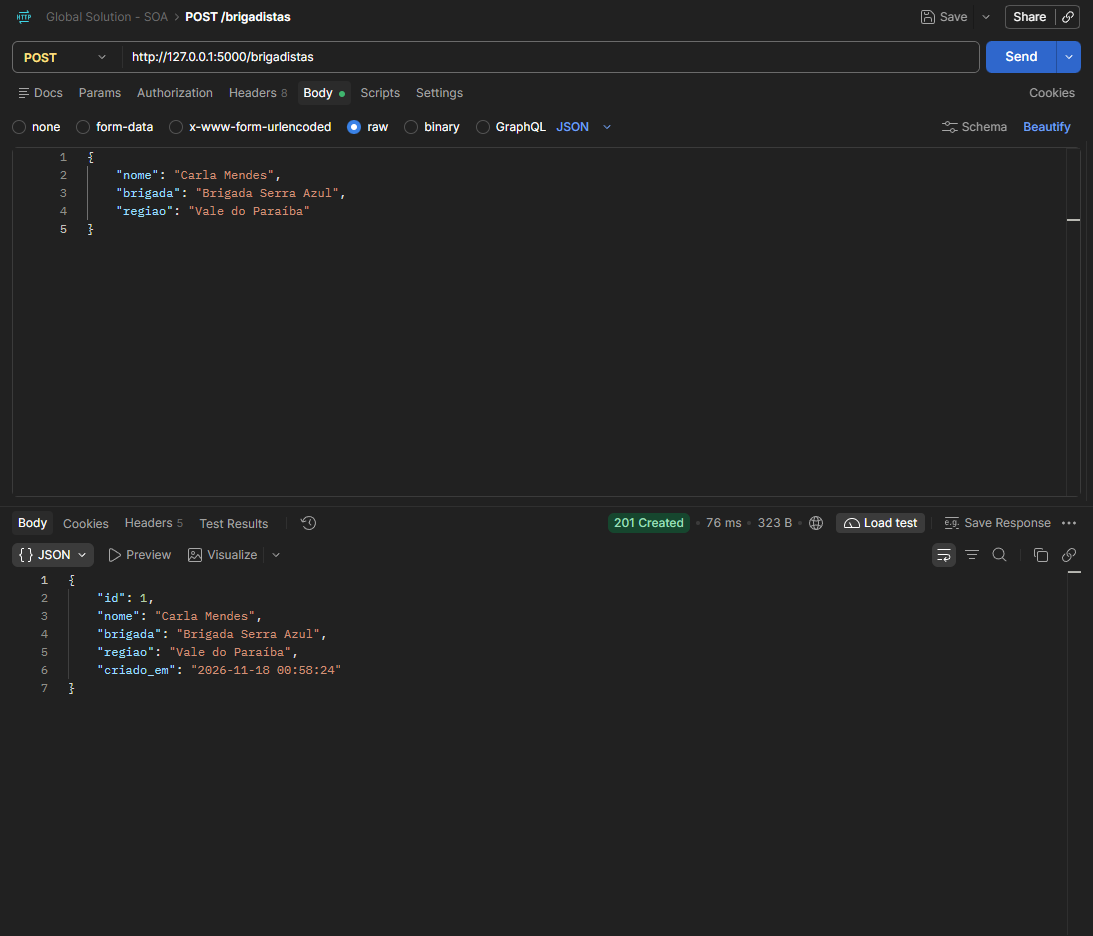 HTTP Global Solution - SOA > POST /brigadistas Save Share
POST http://127.0.0.1:5000/brigadistas Send
Docs Params Authorization Headers 8 Body Scripts Settings Cookies
none form-data x-www-form-urlencoded raw binary GraphQL JSON Schema Beautify
1 {
2 "nome": "Carla Mendes",
3 "brigada": "Brigada Serra Azul",
4 "regiao": "Vale do Paraíba"
5 }
Body Cookies Headers 5 Test Results 201 Created • 76 ms • 323 B • Load test e.g. Save Response
{} JSON Preview Visualize
1 {
2 "id": 1,
3 "nome": "Carla Mendes",
4 "brigada": "Brigada Serra Azul",
5 "regiao": "Vale do Paraíba",
6 "criado_em": "2026-11-18 00:58:24"
7 }